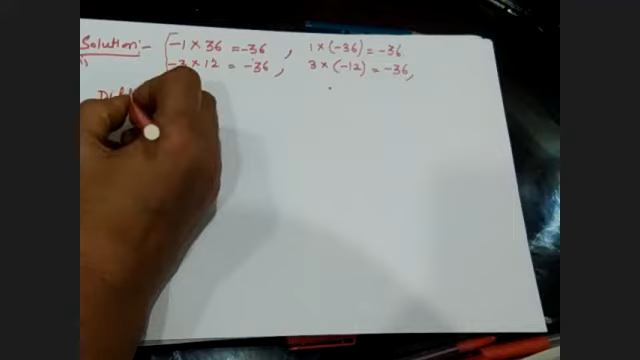 Solution:- -1 × 36 = -36 , 1 × (-36) = -36
-3 × 12 = -36 , 3 × (-12) = -36,